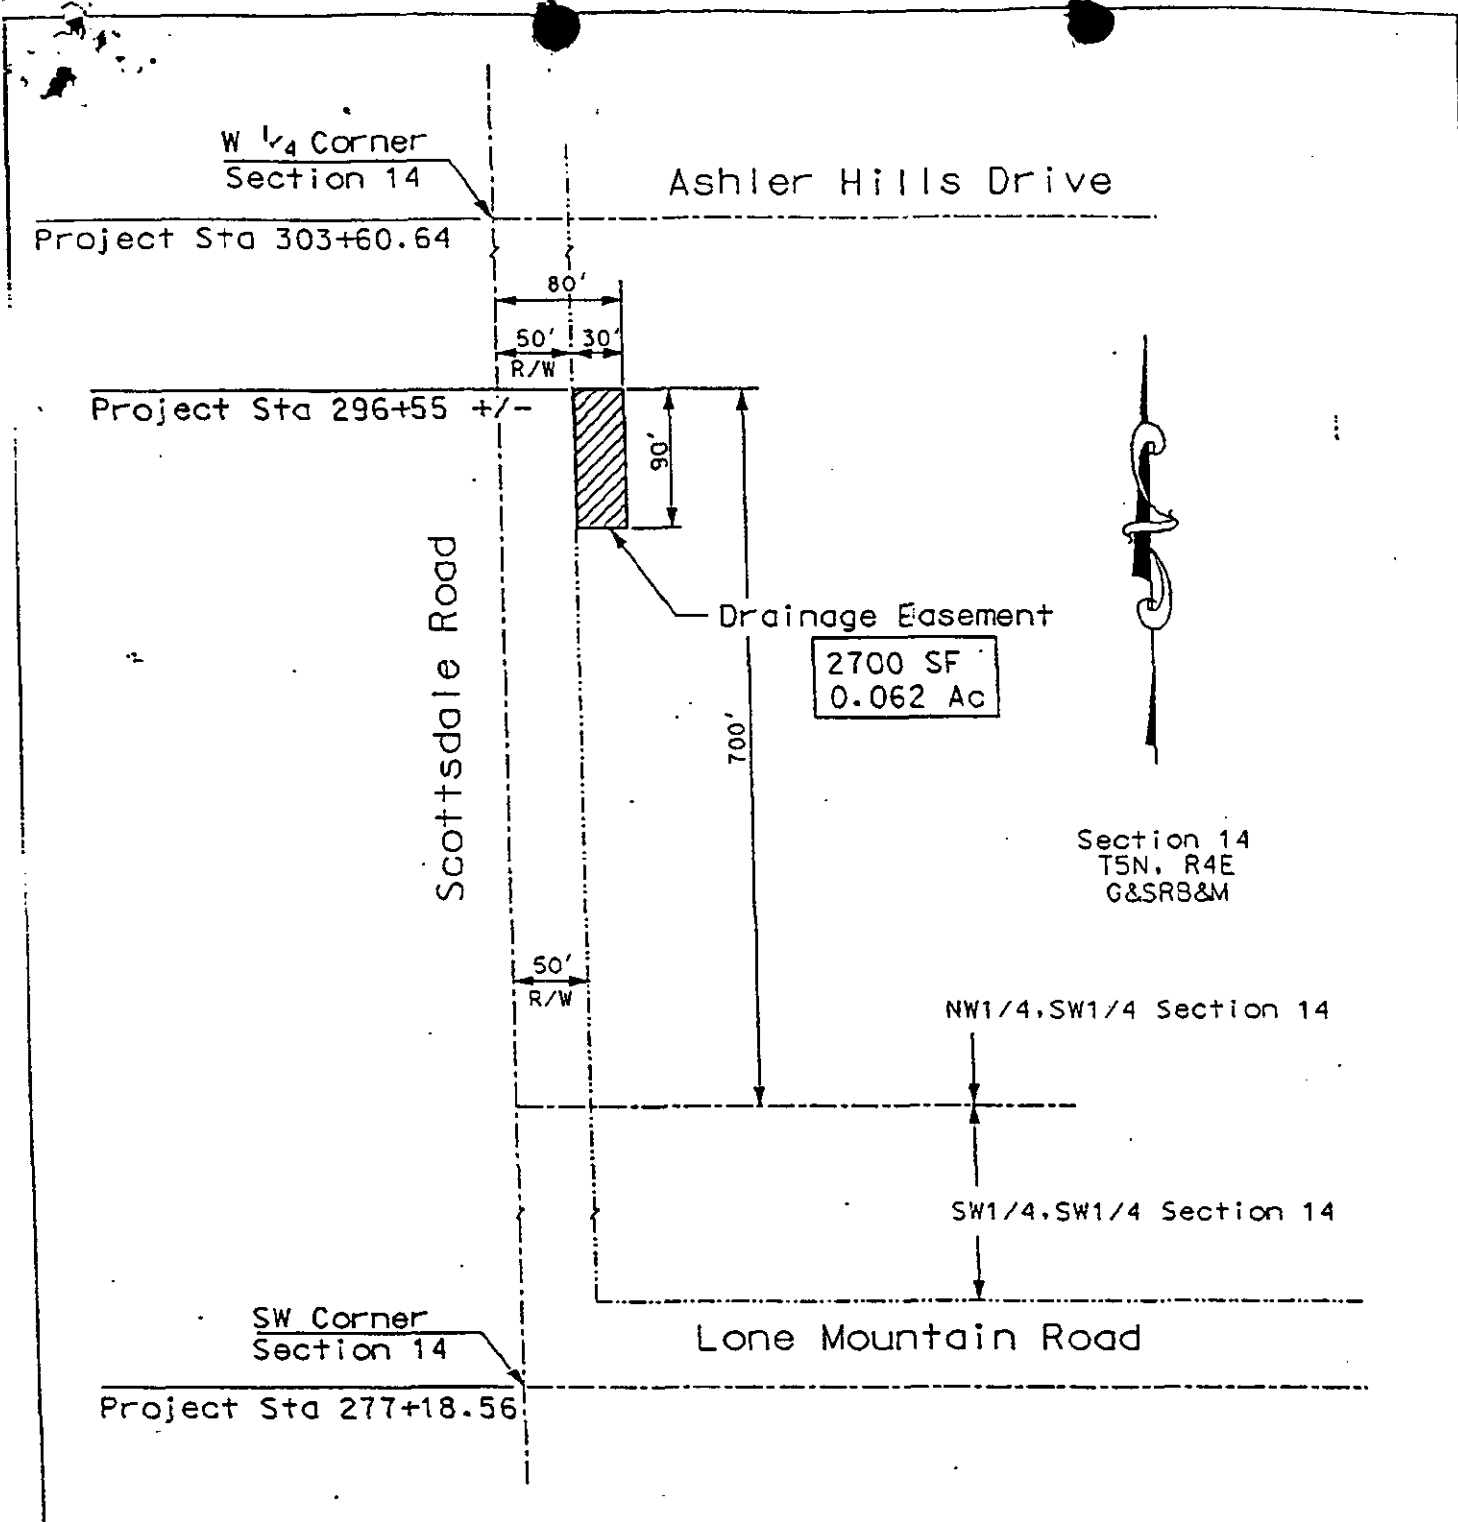 W 1/4 Corner
Section 14
Ashler Hills Drive
Project Sta 303+60.64
80'
50'
30'
R/W
Project Sta 296+55 +/-
90'
Scottsdale Road
Drainage Easement
2700 SF
0.062 Ac
700'
Section 14
T5N, R4E
G&SRB&M
50'
R/W
NW1/4,SW1/4 Section 14
SW1/4,SW1/4 Section 14
SW Corner
Section 14
Lone Mountain Road
Project Sta 277+18.56